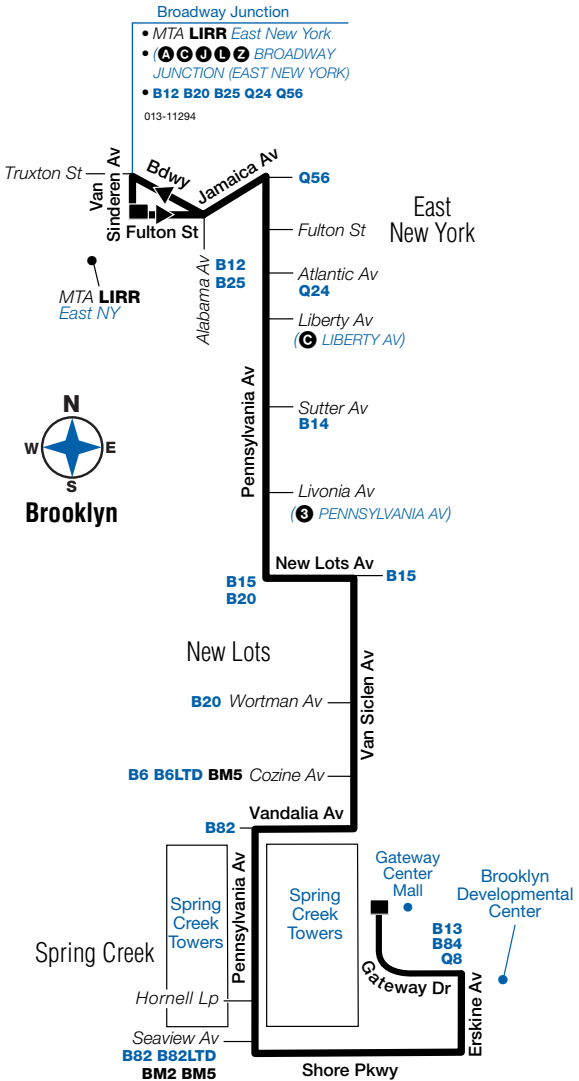 Broadway Junction
• MTA LIRR East New York
• (A C J L Z BROADWAY
JUNCTION (EAST NEW YORK)
• B12 B20 B25 Q24 Q56
013-11294
Truxton St
Van
Sinderen Av
Bdwy
Jamaica Av
Q56
Fulton St
East
New York
Fulton St
Alabama Av
B12
B25
Atlantic Av
Q24
MTA LIRR
East NY
Liberty Av
(C LIBERTY AV)
Pennsylvania Av
Sutter Av
B14
N
W
E
S
Brooklyn
Livonia Av
(3 PENNSYLVANIA AV)
New Lots Av
B15
B15
B20
New Lots
Van Siclen Av
B20 Wortman Av
B6 B6LTD BM5 Cozine Av
Vandalia Av
B82
Pennsylvania Av
Spring
Creek
Towers
Spring
Creek
Towers
Gateway
Center
Mall
Brooklyn
Developmental
Center
B13
B84
Q8
Spring Creek
Gateway Dr
Erskine Av
Hornell Lp
Seaview Av
B82 B82LTD
BM2 BM5
Shore Pkwy